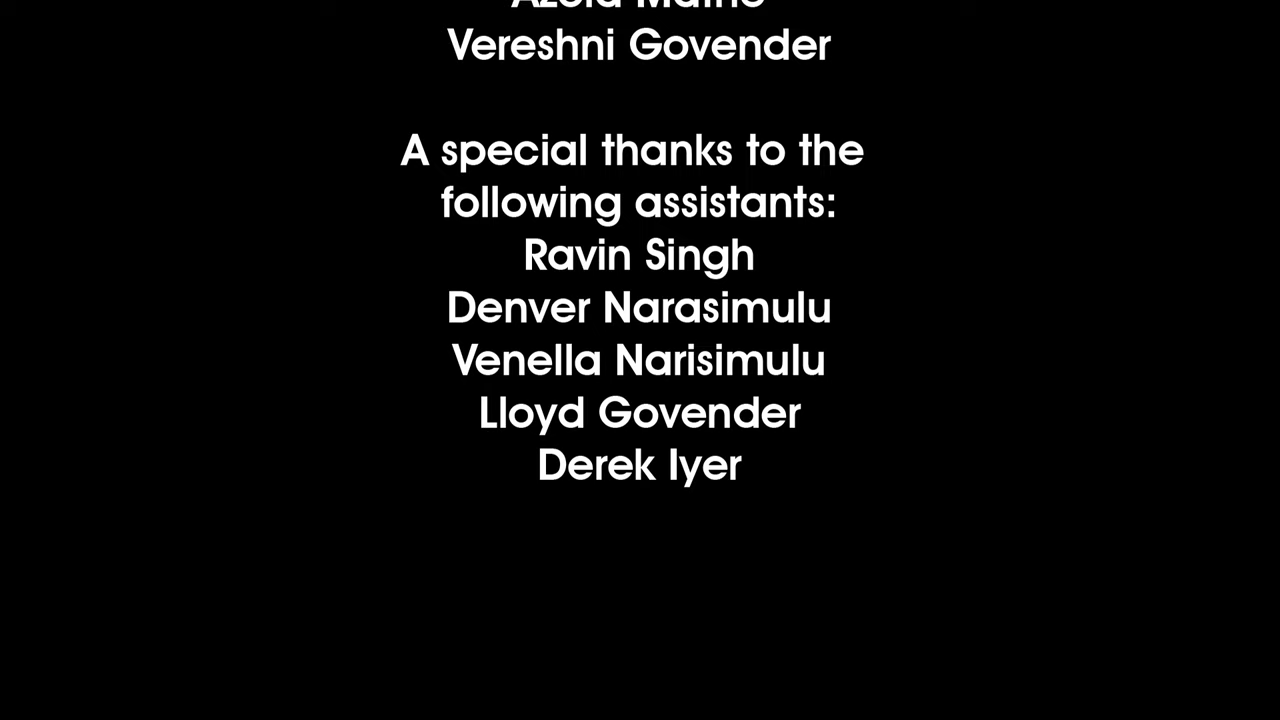 Vereshni Govender
A special thanks to the
following assistants:
Ravin Singh
Denver Narasimulu
Venella Narisimulu
Lloyd Govender
Derek Iyer